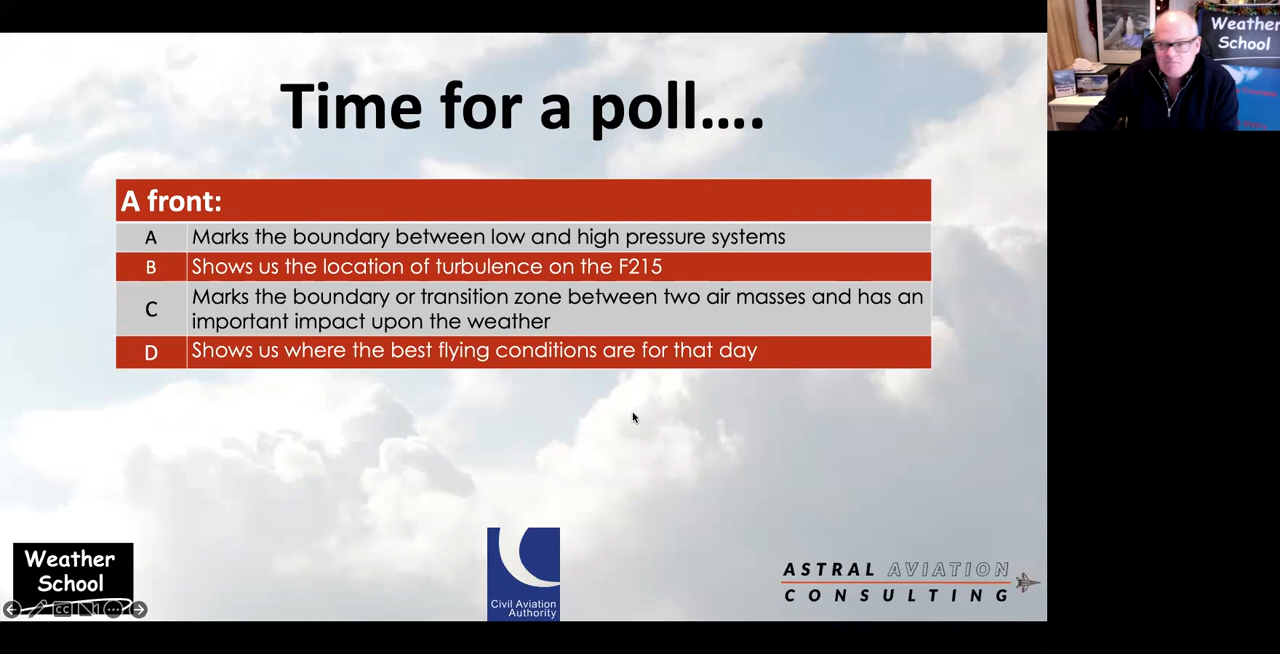 Time for a poll....
A front:
A Marks the boundary between low and high pressure systems
B Shows us the location of turbulence on the F215
C Marks the boundary or transition zone between two air masses and has an
important impact upon the weather
D Shows us where the best flying conditions are for that day
Weather
School
cc
Civil Aviation
Authority
ASTRAL AVIATION
CONSULTING
Weather
School